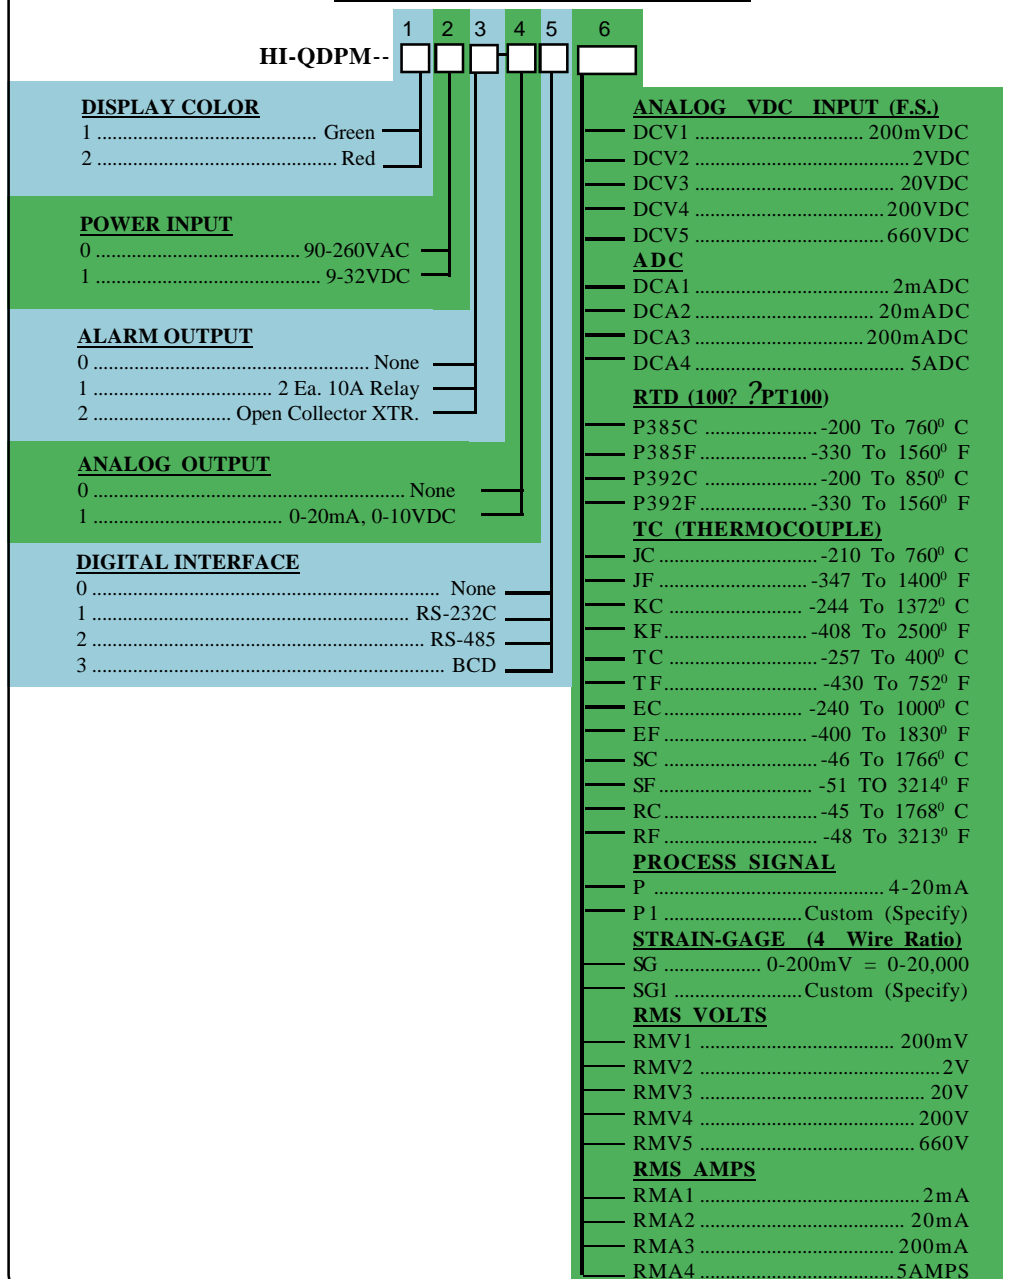 1 2 3 4 5 6
HI-QDPM-- -
DISPLAY COLOR
1 ..................................... Green
2 ........................................ Red
POWER INPUT
0 .................................. 90-260VAC
1 ...................................... 9-32VDC
ALARM OUTPUT
0 .............................................. None
1 .............................. 2 Ea. 10A Relay
2 ....................... Open Collector XTR.
ANALOG OUTPUT
0 .................................................... None
1 ................................ 0-20mA, 0-10VDC
DIGITAL INTERFACE
0 .......................................................... None
1 ..................................................... RS-232C
2 ........................................................ RS-485
3 ........................................................... BCD
ANALOG VDC INPUT (F.S.)
DCV1 ............................ 200mVDC
DCV2 .................................... 2VDC
DCV3 .................................. 20VDC
DCV4 ................................ 200VDC
DCV5 ................................ 660VDC
ADC
DCA1 ................................. 2mADC
DCA2 ............................... 20mADC
DCA3 ............................. 200mADC
DCA4 ................................... 5ADC
RTD (100? ?PT100)
P385C ................... -200 To 760⁰ C
P385F ................... -330 To 1560⁰ F
P392C ................... -200 To 850⁰ C
P392F ................... -330 To 1560⁰ F
TC (THERMOCOUPLE)
JC ........................... -210 To 760⁰ C
JF ......................... -347 To 1400⁰ F
KC ....................... -244 To 1372⁰ C
KF ........................ -408 To 2500⁰ F
TC ......................... -257 To 400⁰ C
TF .......................... -430 To 752⁰ F
EC ....................... -240 To 1000⁰ C
EF ........................ -400 To 1830⁰ F
SC .......................... -46 To 1766⁰ C
SF .......................... -51 TO 3214⁰ F
RC .......................... -45 To 1768⁰ C
RF .......................... -48 To 3213⁰ F
PROCESS SIGNAL
P ....................................... 4-20mA
P1 ....................... Custom (Specify)
STRAIN-GAGE (4 Wire Ratio)
SG ................... 0-200mV = 0-20,000
SG1 ...................... Custom (Specify)
RMS VOLTS
RMV1 .................................. 200mV
RMV2 ......................................... 2V
RMV3 ....................................... 20V
RMV4 ..................................... 200V
RMV5 ..................................... 660V
RMS AMPS
RMA1 ..................................... 2mA
RMA2 ................................... 20mA
RMA3 ................................. 200mA
RMA4 ................................. 5AMPS